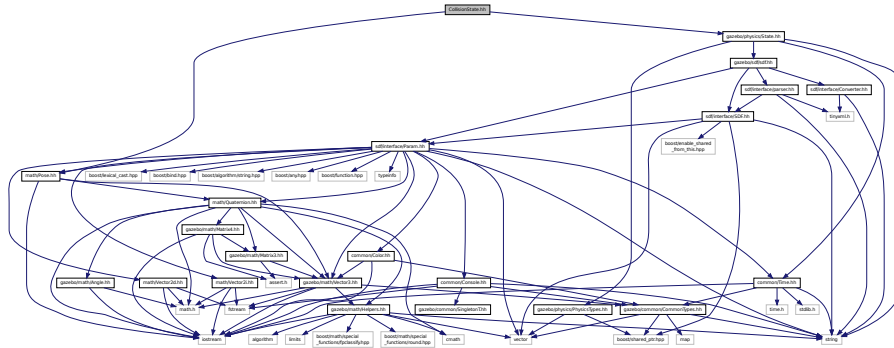 CollisionState.hh
gazebo/physics/State.hh
gazebo/sdf/sdf.hh
sdf/interface/parser.hh
sdf/interface/Converter.hh
sdf/interface/SDF.hh
tinyxml.h
sdf/interface/Param.hh
boost/enable_shared
_from_this.hpp
math/Pose.hh
boost/lexical_cast.hpp
boost/bind.hpp
boost/algorithm/string.hpp
boost/any.hpp
boost/function.hpp
typeinfo
math/Quaternion.hh
gazebo/math/Matrix4.hh
gazebo/math/Matrix3.hh
common/Color.hh
gazebo/math/Angle.hh
math/Vector2d.hh
math/Vector2i.hh
assert.h
gazebo/math/Vector3.hh
common/Console.hh
common/Time.hh
math.h
fstream
gazebo/math/Helpers.hh
gazebo/common/SingletonT.hh
gazebo/physics/PhysicsTypes.hh
gazebo/common/CommonTypes.hh
time.h
stdlib.h
iostream
algorithm
limits
boost/math/special
_functions/fpclassify.hpp
boost/math/special
_functions/round.hpp
cmath
vector
boost/shared_ptr.hpp
map
string